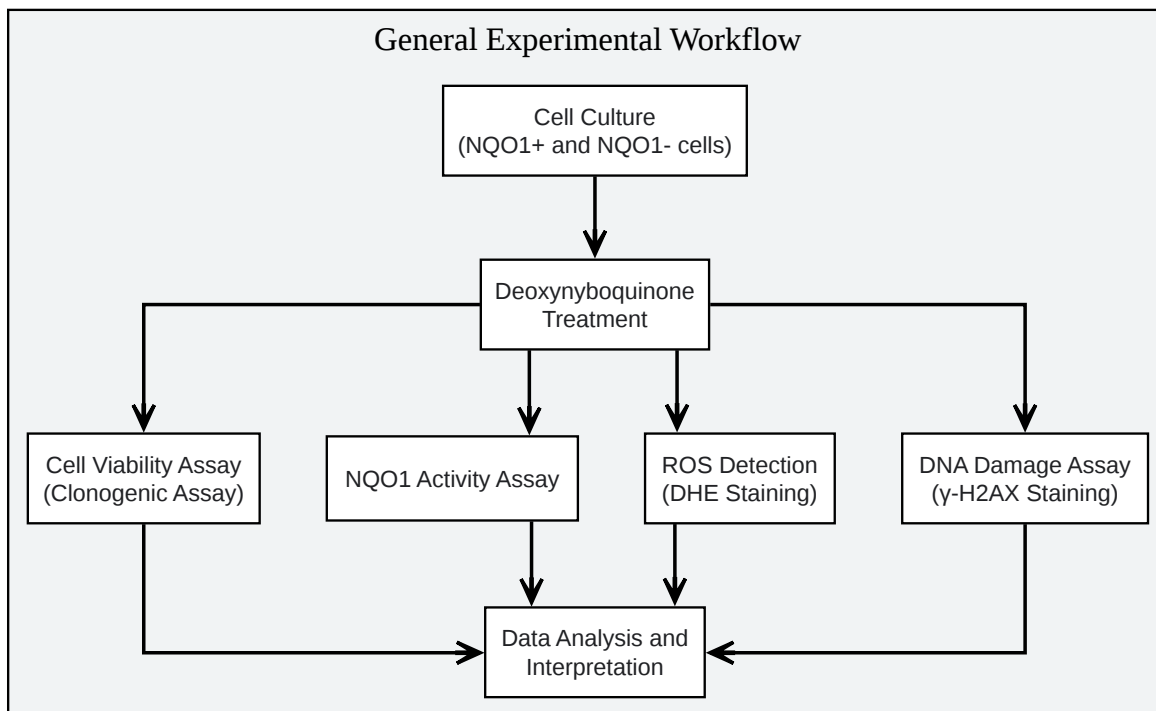 General Experimental Workflow
Cell Culture
(NQO1+ and NQO1- cells)
Deoxynyboquinone
Treatment
Cell Viability Assay
(Clonogenic Assay)
NQO1 Activity Assay
ROS Detection
(DHE Staining)
DNA Damage Assay
(γ-H2AX Staining)
Data Analysis and
Interpretation